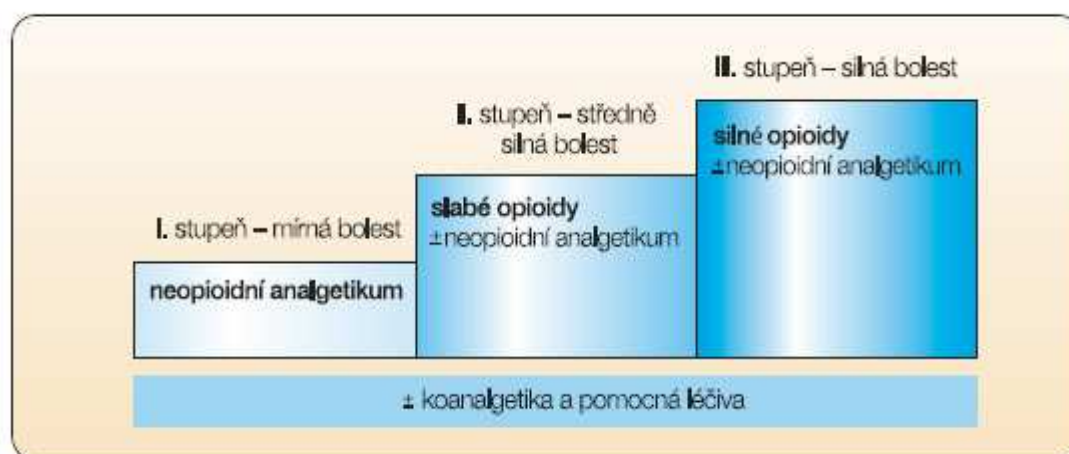 I. stupeň – mírná bolest
neopioidní analgetikum
II. stupeň – středně
silná bolest
slabé opioidy
±neopioidní analgetikum
III. stupeň – silná bolest
silné opioidy
±neopioidní analgetikum
± koanalgetika a pomocná léčiva